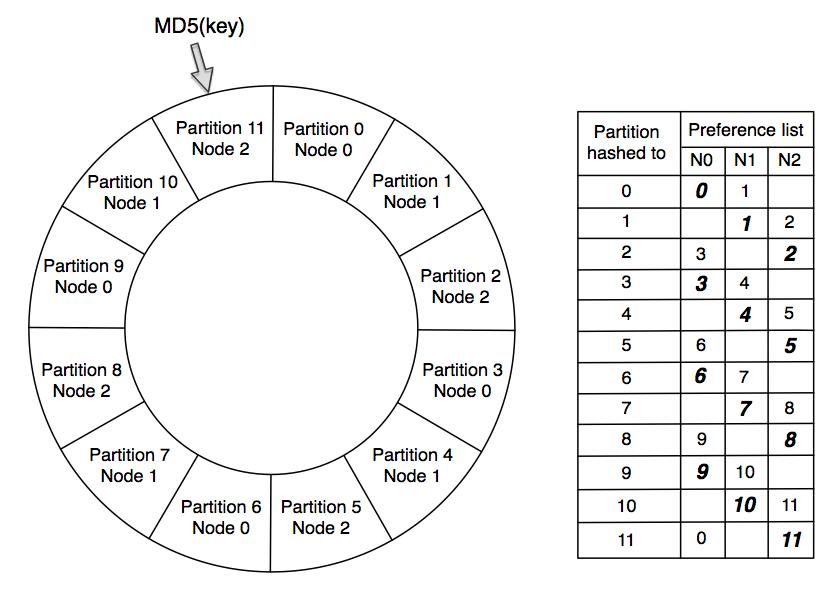 MD5(key)
Partition 11
Node 2
Partition 0
Node 0
Partition 10
Node 1
Partition 1
Node 1
Partition 9
Node 0
Partition 2
Node 2
Partition 8
Node 2
Partition 3
Node 0
Partition 7
Node 1
Partition 4
Node 1
Partition 6
Node 0
Partition 5
Node 2
Partition
hashed to
Preference list
N0 N1 N2
0 0 1
1 1 2
2 3 2
3 3 4
4 4 5
5 6 5
6 6 7
7 7 8
8 9 8
9 9 10
10 10 11
11 0 11